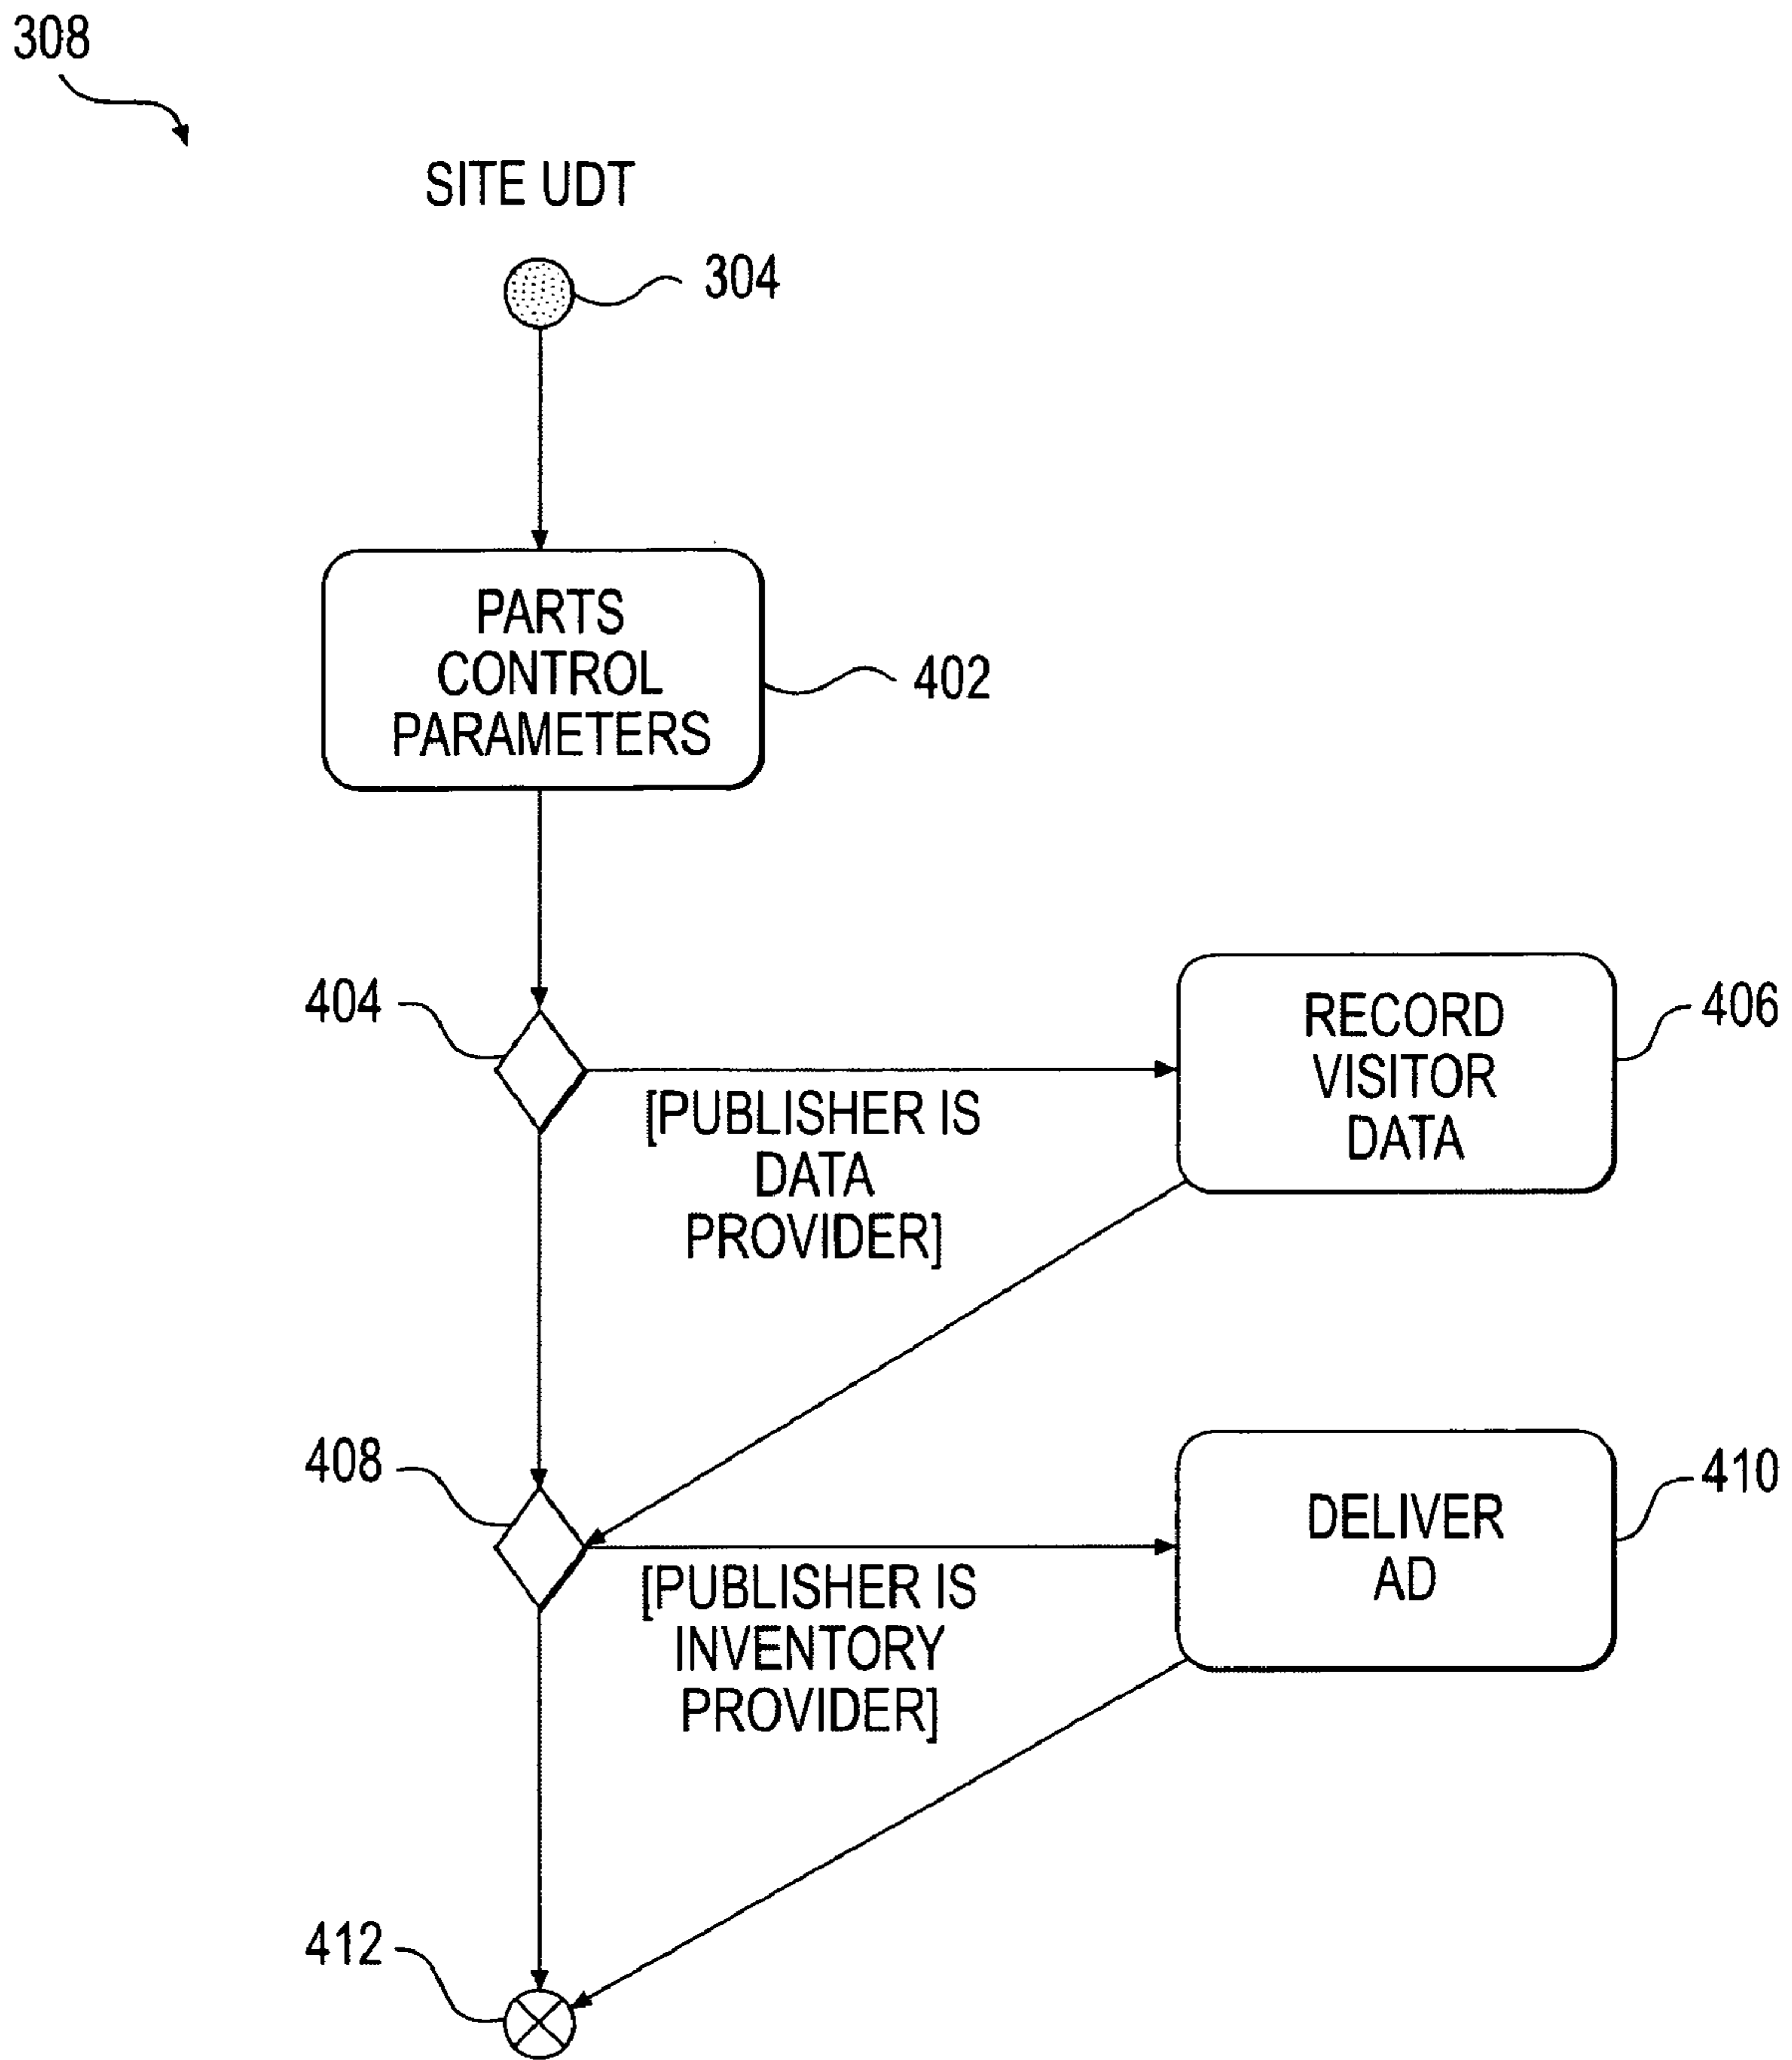 308
SITE UDT
304
PARTS
CONTROL
PARAMETERS
402
404
[PUBLISHER IS
DATA
PROVIDER]
RECORD
VISITOR
DATA
406
408
[PUBLISHER IS
INVENTORY
PROVIDER]
DELIVER
AD
410
412